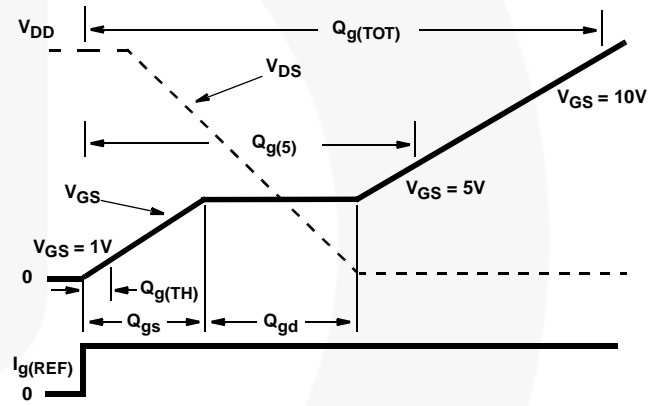 V_DD
Q_g(TOT)
V_DS
V_GS = 10V
Q_g(5)
V_GS
V_GS = 5V
V_GS = 1V
0
Q_g(TH)
Q_gs
Q_gd
I_g(REF)
0